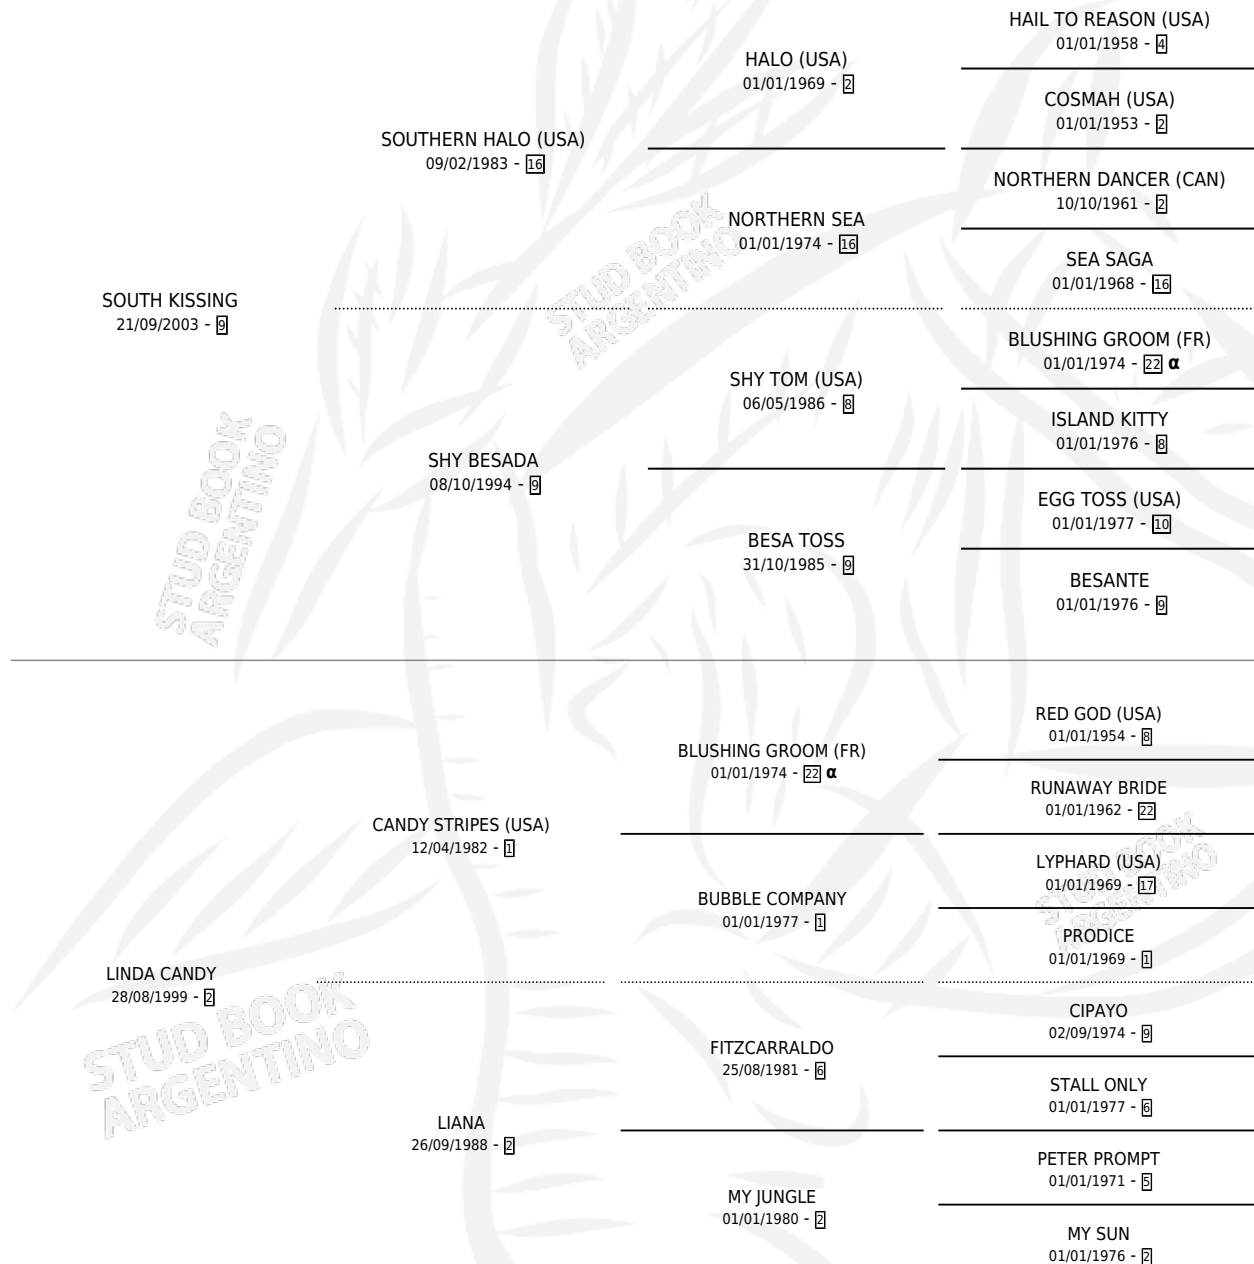 HAIL TO REASON (USA)
01/01/1958 - 4
HALO (USA)
01/01/1969 - 2
COSMAH (USA)
01/01/1953 - 2
SOUTHERN HALO (USA)
09/02/1983 - 16
NORTHERN DANCER (CAN)
10/10/1961 - 2
NORTHERN SEA
01/01/1974 - 16
SEA SAGA
01/01/1968 - 16
SOUTH KISSING
21/09/2003 - 9
BLUSHING GROOM (FR)
01/01/1974 - 22 α
SHY TOM (USA)
06/05/1986 - 8
ISLAND KITTY
01/01/1976 - 8
SHY BESADA
08/10/1994 - 9
EGG TOSS (USA)
01/01/1977 - 10
BESA TOSS
31/10/1985 - 9
BESANTE
01/01/1976 - 9
RED GOD (USA)
01/01/1954 - 8
BLUSHING GROOM (FR)
01/01/1974 - 22 α
RUNAWAY BRIDE
01/01/1962 - 22
CANDY STRIPES (USA)
12/04/1982 - 1
LYPHARD (USA)
01/01/1969 - 17
BUBBLE COMPANY
01/01/1977 - 1
PRODICE
01/01/1969 - 1
LINDA CANDY
28/08/1999 - 2
CIPAYO
02/09/1974 - 9
FITZCARRALDO
25/08/1981 - 6
STALL ONLY
01/01/1977 - 6
LIANA
26/09/1988 - 2
PETER PROMPT
01/01/1971 - 5
MY JUNGLE
01/01/1980 - 2
MY SUN
01/01/1976 - 2
STUD BOOK
ARGENTINO
STUD BOOK
ARGENTINO
STUD BOOK
ARGENTINO
STUD BOOK
ARGENTINO